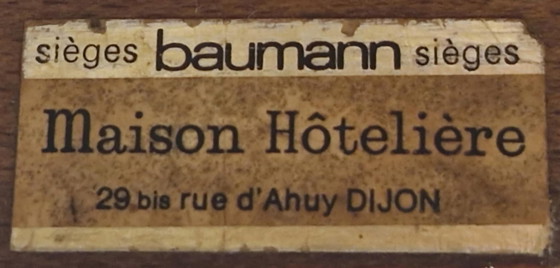 sièges baumann sièges
Maison Hôtelière
29 bis rue d'Ahuy DIJON